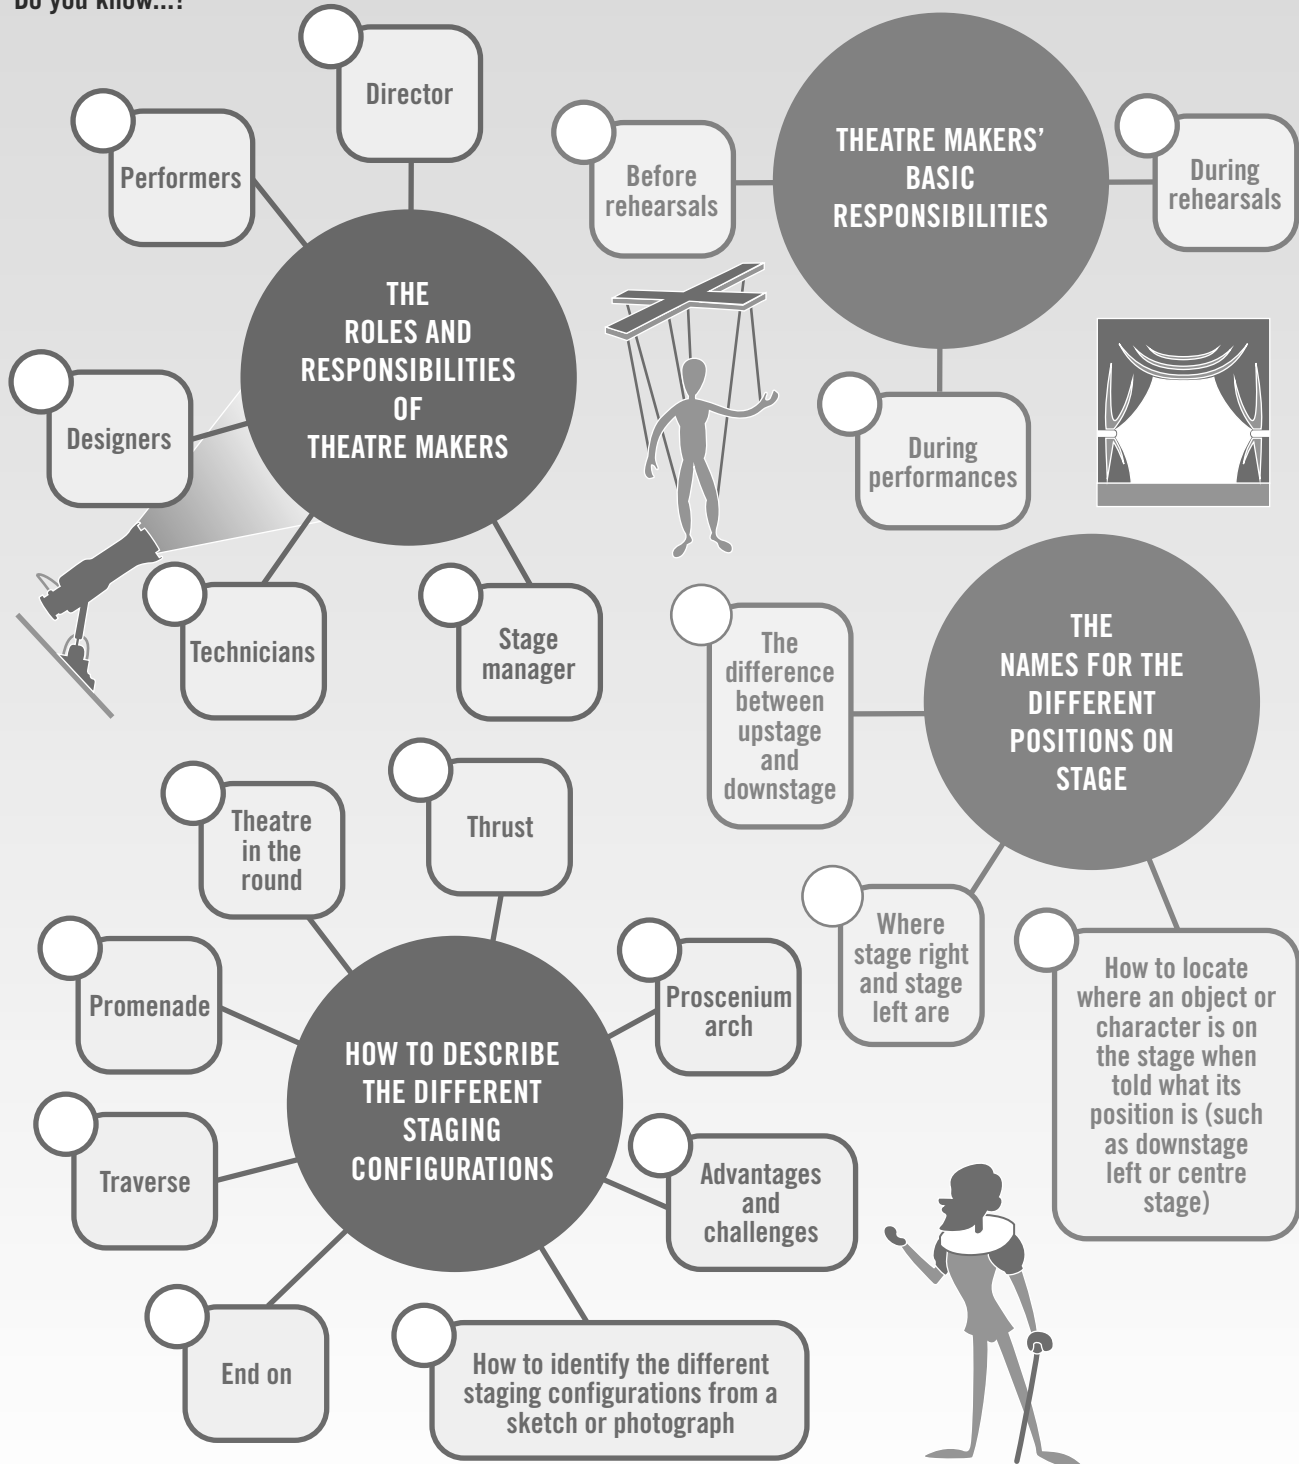 Do you know...?
Director
Performers
THE
ROLES AND
RESPONSIBILITIES
OF
THEATRE MAKERS
Designers
Technicians
Stage
manager
THEATRE MAKERS’
BASIC
RESPONSIBILITIES
Before
rehearsals
During
rehearsals
During
performances
THE
NAMES FOR THE
DIFFERENT
POSITIONS ON
STAGE
The
difference
between
upstage
and
downstage
Where
stage right
and stage
left are
How to locate
where an object or
character is on
the stage when
told what its
position is (such
as downstage
left or centre
stage)
HOW TO DESCRIBE
THE DIFFERENT
STAGING
CONFIGURATIONS
Theatre
in the
round
Thrust
Promenade
Proscenium
arch
Traverse
Advantages
and
challenges
End on
How to identify the different
staging configurations from a
sketch or photograph